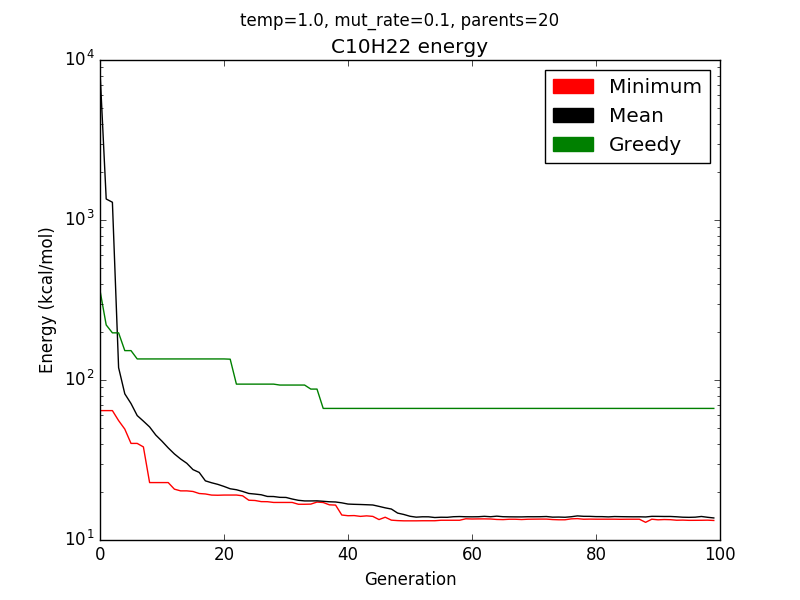 temp=1.0, mut_rate=0.1, parents=20
C10H22 energy
10^4
10^3
10^2
10^1
Energy (kcal/mol)
Minimum
Mean
Greedy
0 20 40 60 80 100
Generation